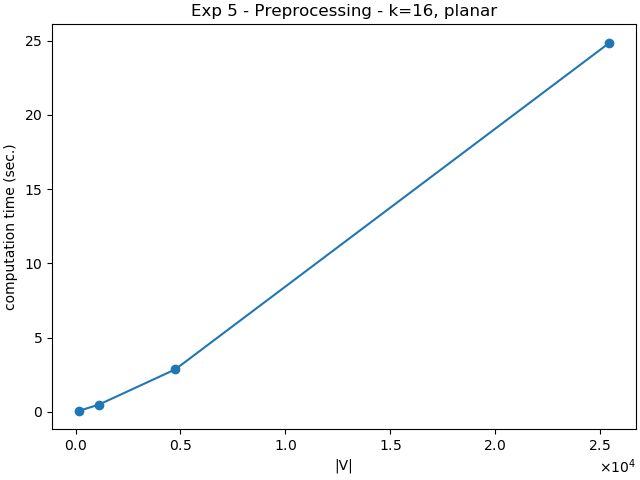 Exp 5 - Preprocessing - k=16, planar
computation time (sec.)
25
20
15
10
5
0
0.0 0.5 1.0 1.5 2.0 2.5
|V|
×10⁴